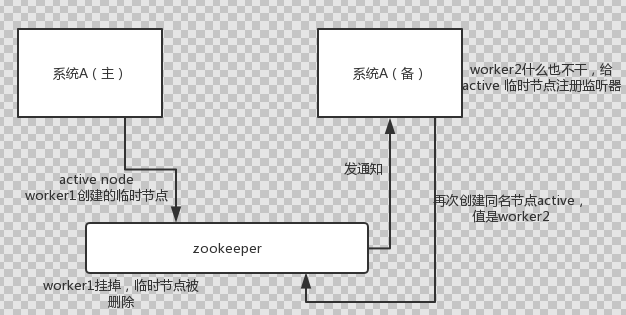 系统A（主）
系统A（备）
worker2什么也不干，给
active 临时节点注册监听器
active node
worker1创建的临时节点
发通知
再次创建同名节点active，
值是worker2
zookeeper
worker1挂掉，临时节点被
删除